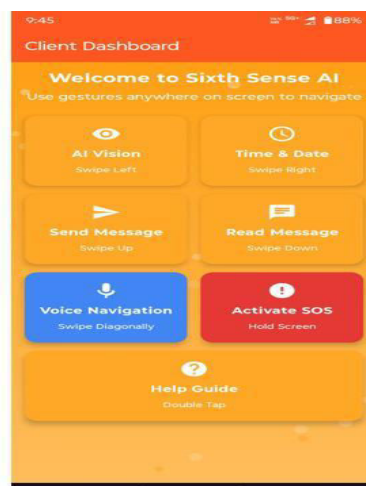 9:45
88%
Client Dashboard
Welcome to Sixth Sense AI
Use gestures anywhere on screen to navigate
AI Vision
Swipe Left
Time & Date
Swipe Right
Send Message
Swipe Up
Read Message
Swipe Down
Voice Navigation
Swipe Diagonally
Activate SOS
Hold Screen
Help Guide
Double Tap